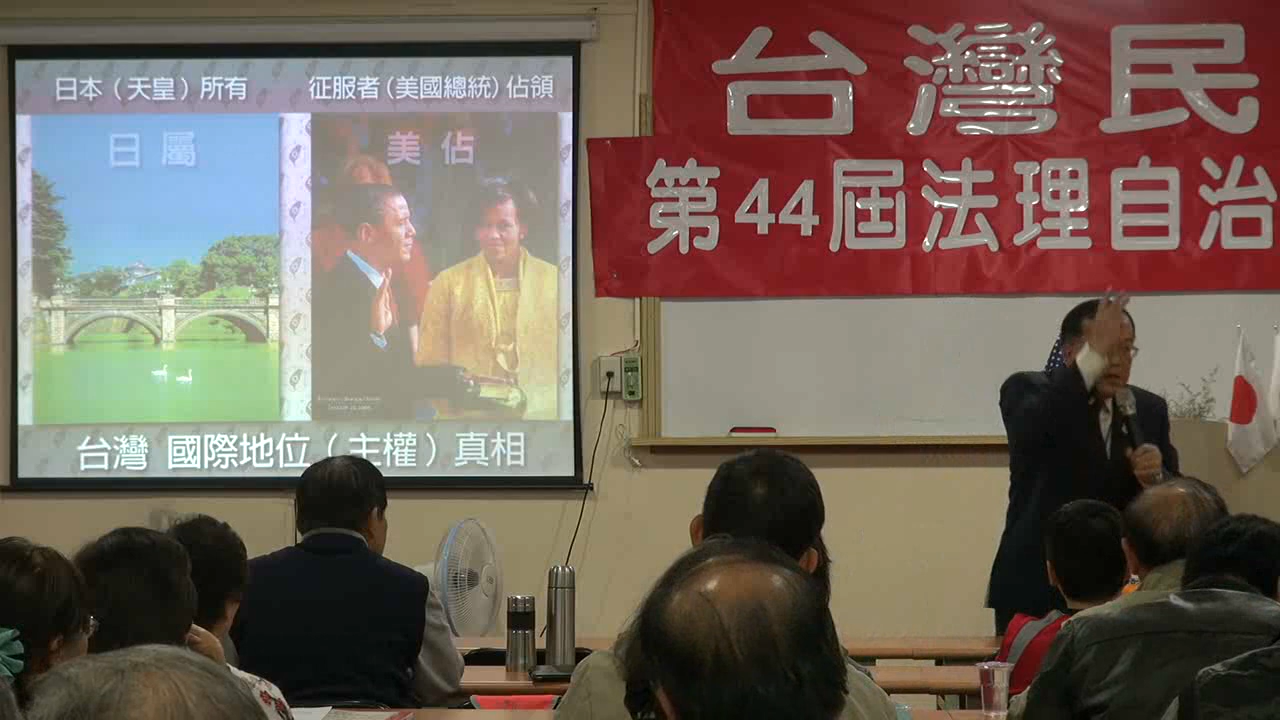 日本（天皇）所有
征服者（美國總統）佔領
日屬
美佔
台灣 國際地位（主權）真相
台灣民
第44屆法理自治